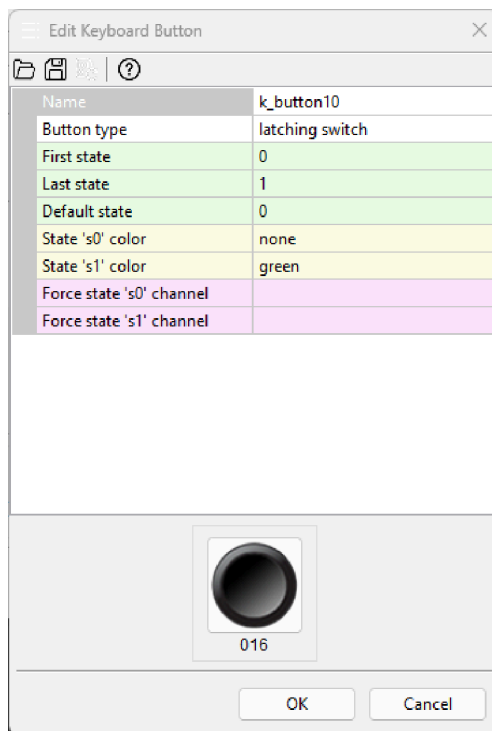 Edit Keyboard Button
Name k_button10
Button type latching switch
First state 0
Last state 1
Default state 0
State 's0' color none
State 's1' color green
Force state 's0' channel
Force state 's1' channel
016
OK Cancel